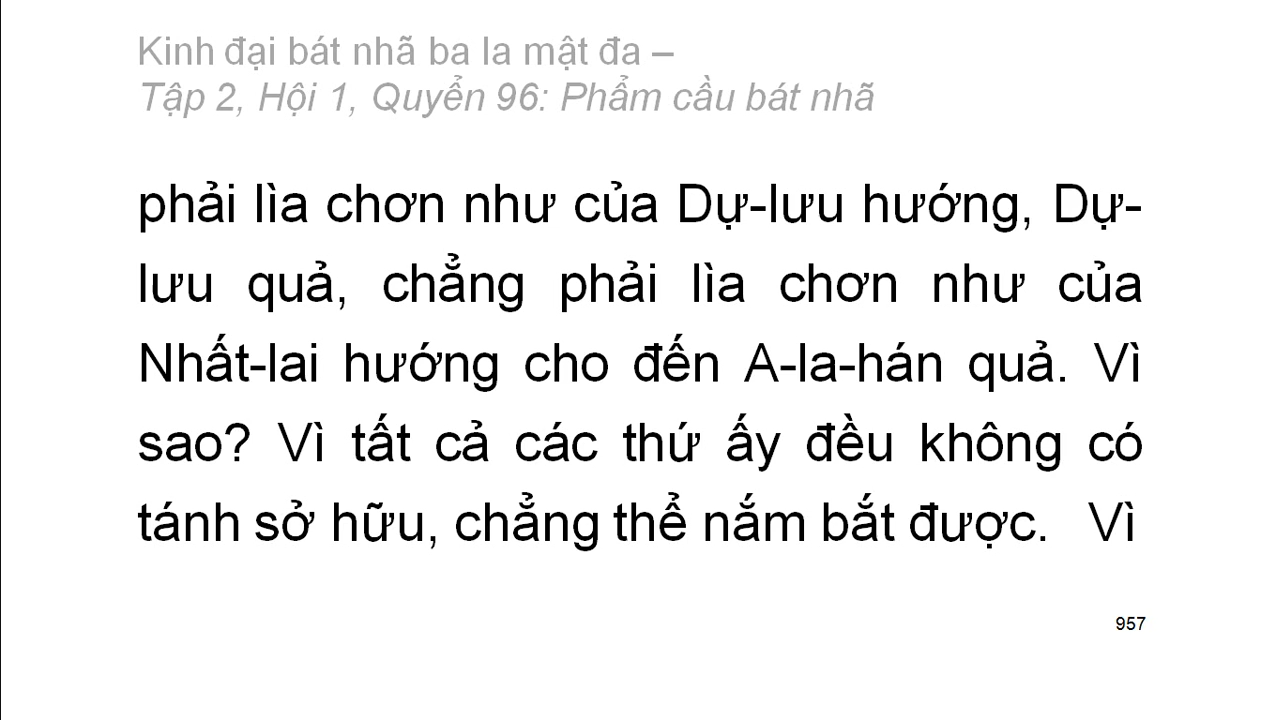 Kinh đại bát nhã ba la mật đa –
Tập 2, Hội 1, Quyển 96: Phẩm cầu bát nhã
phải lìa chơn như của Dự-lưu hướng, Dự-
lưu quả, chẳng phải lìa chơn như của
Nhất-lai hướng cho đến A-la-hán quả. Vì
sao? Vì tất cả các thứ ấy đều không có
tánh sở hữu, chẳng thể nắm bắt được. Vì
957